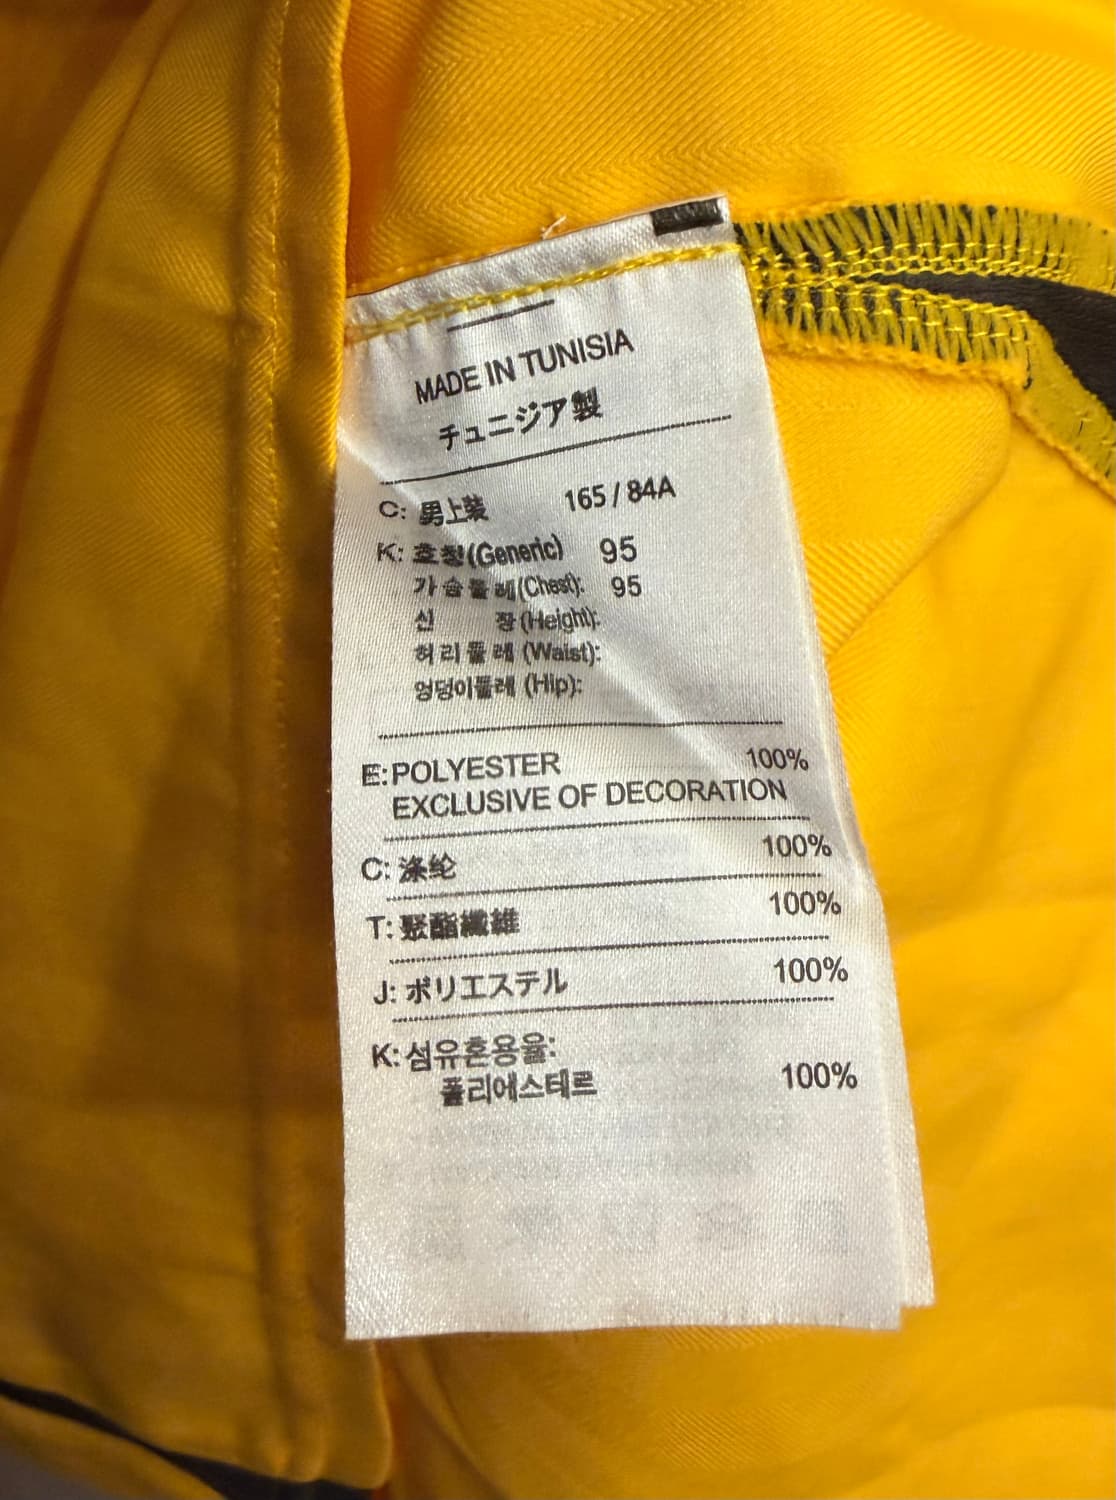 MADE IN TUNISIA
チュニジア製
C: 男上装 165 / 84A
K: 호칭(Generic) 95
가슴둘레(Chest): 95
신 장 (Height):
허리둘레 (Waist):
엉덩이둘레 (Hip):
E: POLYESTER 100%
EXCLUSIVE OF DECORATION
C: 涤纶 100%
T: 聚酯纖維 100%
J: ポリエステル 100%
K: 섬유혼용율:
폴리에스테르 100%